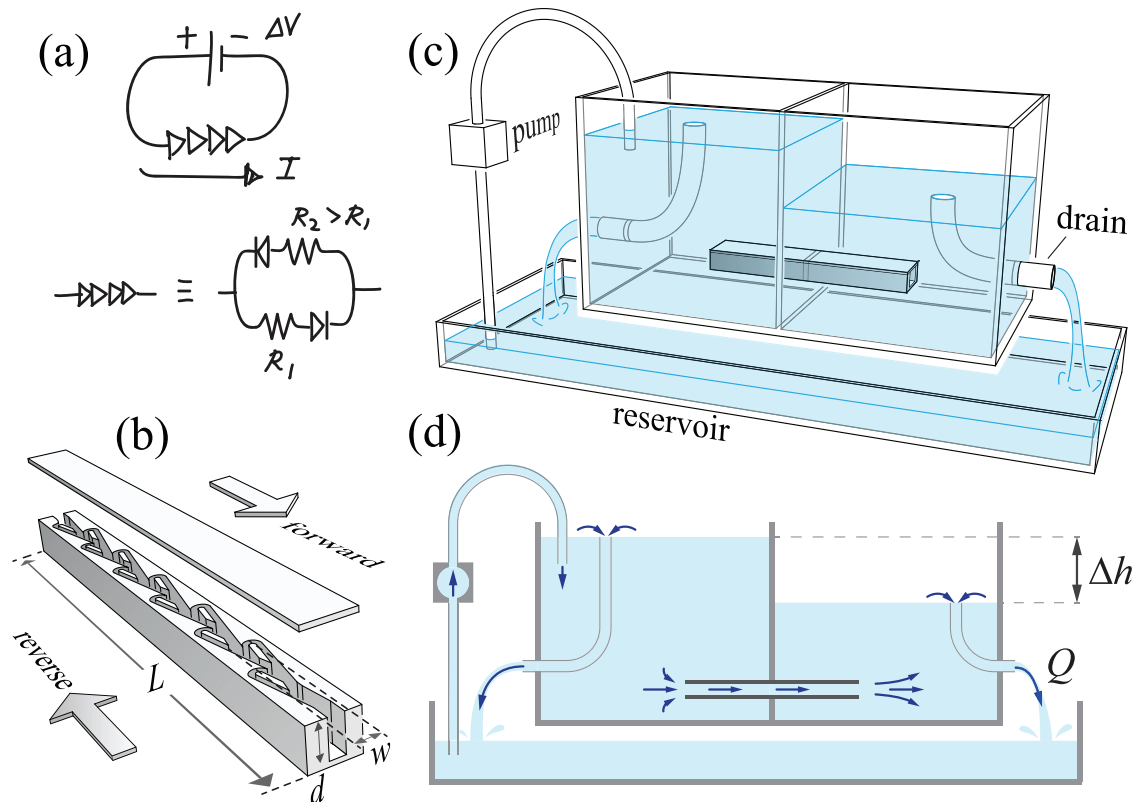 (a)
+ − ΔV
I
R₂ > R₁
≡
R₁
(b)
forward
reverse
L
w
d
(c)
pump
drain
reservoir
(d)
Δh
Q